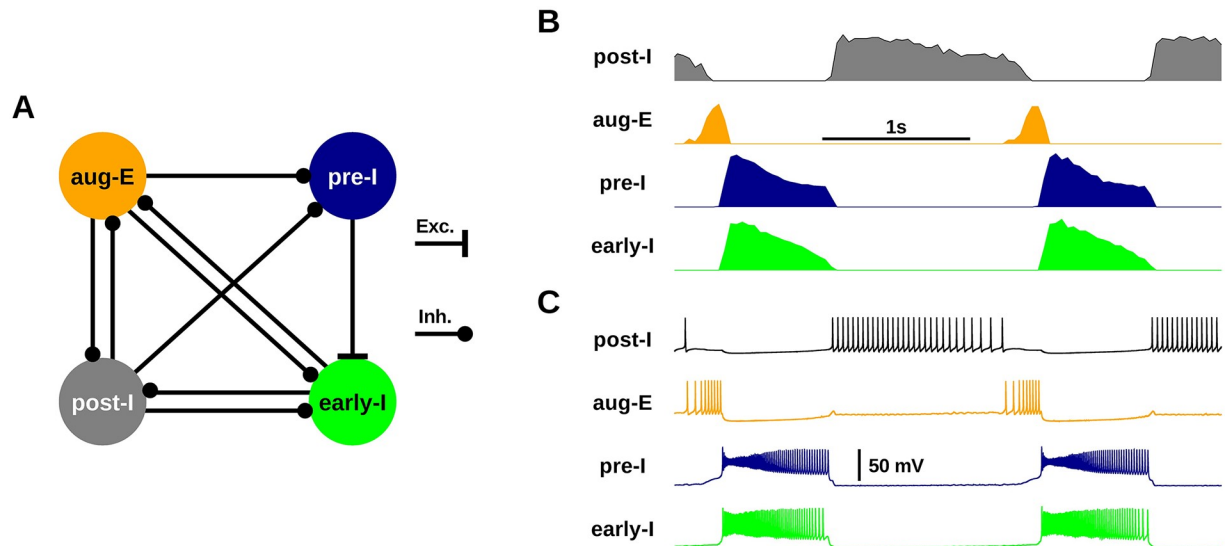 A
aug-E
pre-I
Exc.
Inh.
post-I
early-I
B
post-I
aug-E
1s
pre-I
early-I
C
post-I
aug-E
pre-I
50 mV
early-I